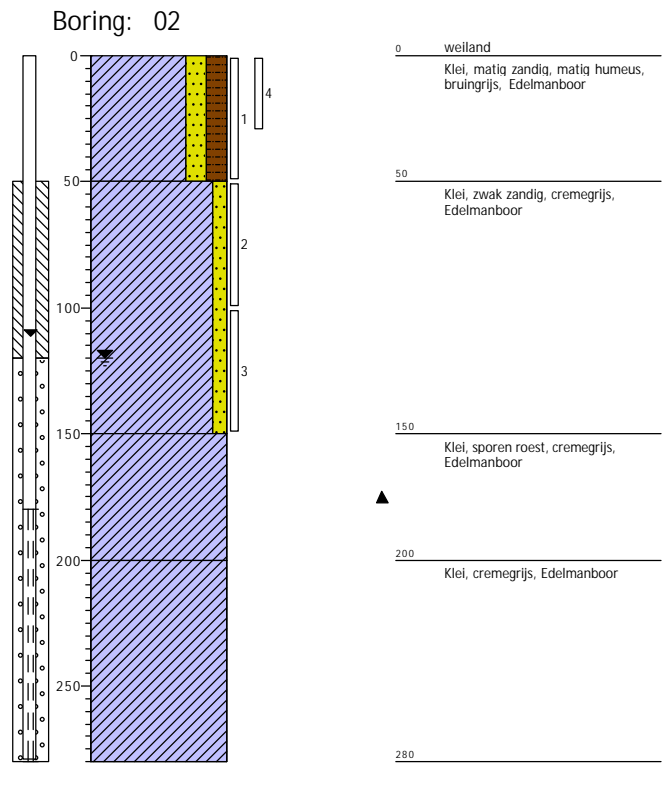 Boring: 02
0
50
100
150
200
250
1
4
2
3
0 weiland
Klei, matig zandig, matig humeus,
bruingrijs, Edelmanboor
50
Klei, zwak zandig, cremegrijs,
Edelmanboor
150
Klei, sporen roest, cremegrijs,
Edelmanboor
200
Klei, cremegrijs, Edelmanboor
280